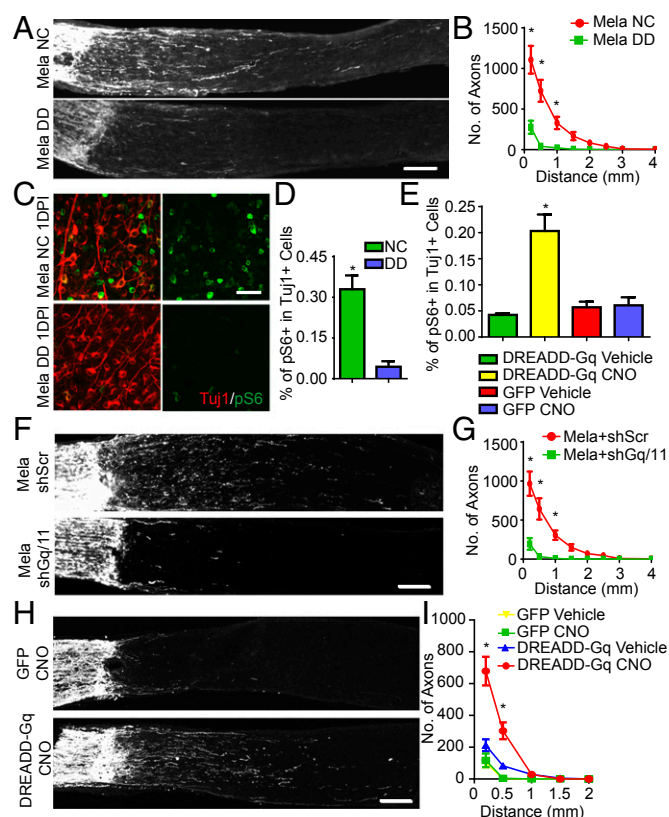 A
Mela NC
Mela DD
B
Mela NC
Mela DD
No. of Axons
1500
1000
500
0
*
*
*
0
1
2
3
4
Distance (mm)
C
Mela NC 1DPI
Mela DD 1DPI
Tuj1/pS6
D
NC
DD
% of pS6+ in Tuj1+ Cells
0.45
0.30
0.15
0.00
*
E
% of pS6+ in Tuj1+ Cells
0.25
0.20
0.15
0.10
0.05
0.00
*
DREADD-Gq Vehicle
DREADD-Gq CNO
GFP Vehicle
GFP CNO
F
Mela
shScr
Mela
shGq/11
G
Mela+shScr
Mela+shGq/11
No. of Axons
1500
1000
500
0
*
*
*
0
1
2
3
4
Distance (mm)
H
GFP
CNO
DREADD-Gq
CNO
I
GFP Vehicle
GFP CNO
DREADD-Gq Vehicle
DREADD-Gq CNO
No. of Axons
1000
800
600
400
200
0
*
*
0
0.5
1
1.5
2
Distance (mm)